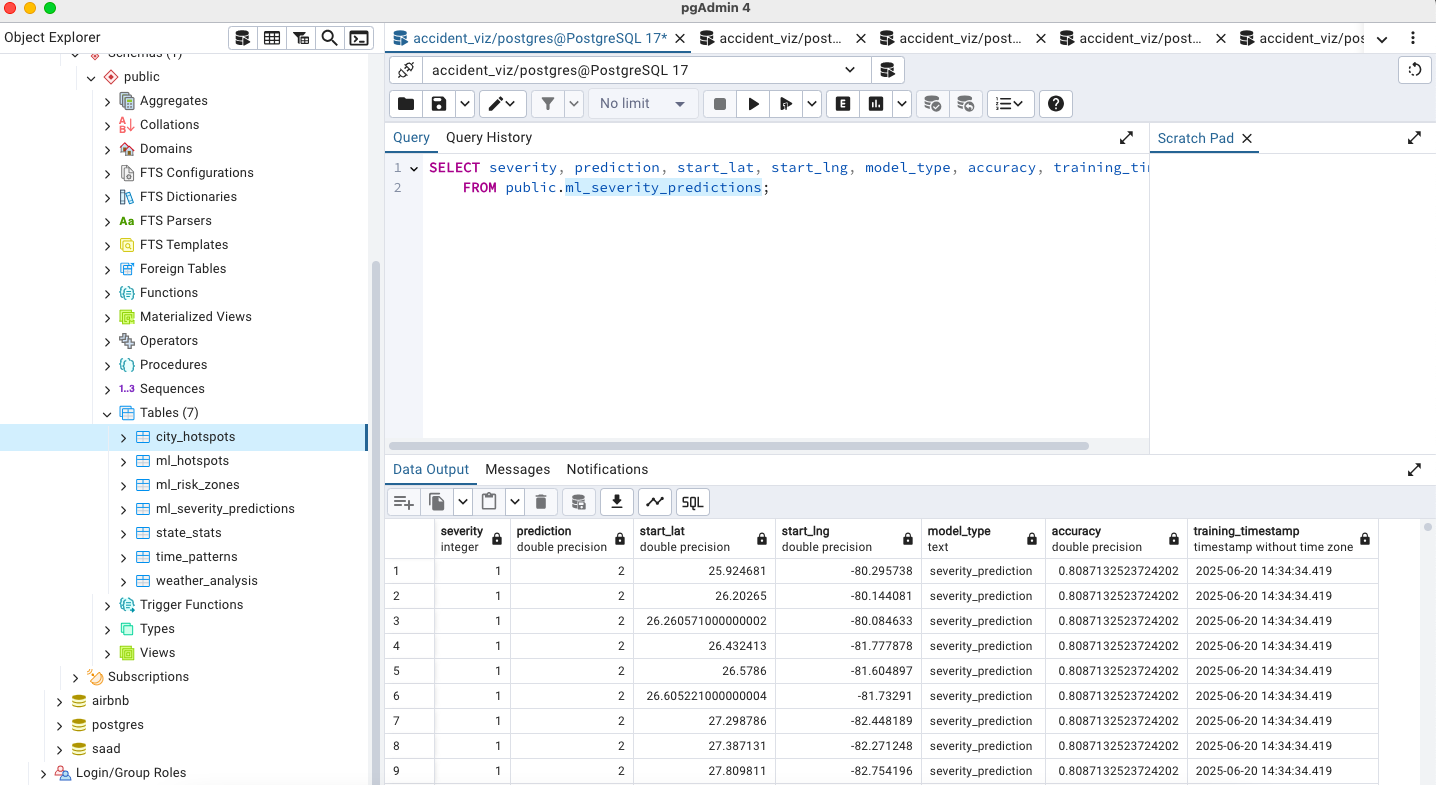 pgAdmin 4
Object Explorer
Schemas (1)
public
Aggregates
Collations
Domains
FTS Configurations
FTS Dictionaries
Aa FTS Parsers
FTS Templates
Foreign Tables
Functions
Materialized Views
Operators
Procedures
1..3 Sequences
Tables (7)
city_hotspots
ml_hotspots
ml_risk_zones
ml_severity_predictions
state_stats
time_patterns
weather_analysis
Trigger Functions
Types
Views
Subscriptions
airbnb
postgres
saad
Login/Group Roles
accident_viz/postgres@PostgreSQL 17* accident_viz/post... accident_viz/post... accident_viz/post... accident_viz/pos
accident_viz/postgres@PostgreSQL 17
No limit
E
Query Query History
Scratch Pad
1 SELECT severity, prediction, start_lat, start_lng, model_type, accuracy, training_ti
2 FROM public.ml_severity_predictions;
Data Output Messages Notifications
SQL
severity prediction start_lat start_lng model_type accuracy training_timestamp
integer double precision double precision double precision text double precision timestamp without time zone
1 1 2 25.924681 -80.295738 severity_prediction 0.8087132523724202 2025-06-20 14:34:34.419
2 1 2 26.20265 -80.144081 severity_prediction 0.8087132523724202 2025-06-20 14:34:34.419
3 1 2 26.260571000000002 -80.084633 severity_prediction 0.8087132523724202 2025-06-20 14:34:34.419
4 1 2 26.432413 -81.777878 severity_prediction 0.8087132523724202 2025-06-20 14:34:34.419
5 1 2 26.5786 -81.604897 severity_prediction 0.8087132523724202 2025-06-20 14:34:34.419
6 1 2 26.605221000000004 -81.73291 severity_prediction 0.8087132523724202 2025-06-20 14:34:34.419
7 1 2 27.298786 -82.448189 severity_prediction 0.8087132523724202 2025-06-20 14:34:34.419
8 1 2 27.387131 -82.271248 severity_prediction 0.8087132523724202 2025-06-20 14:34:34.419
9 1 2 27.809811 -82.754196 severity_prediction 0.8087132523724202 2025-06-20 14:34:34.419